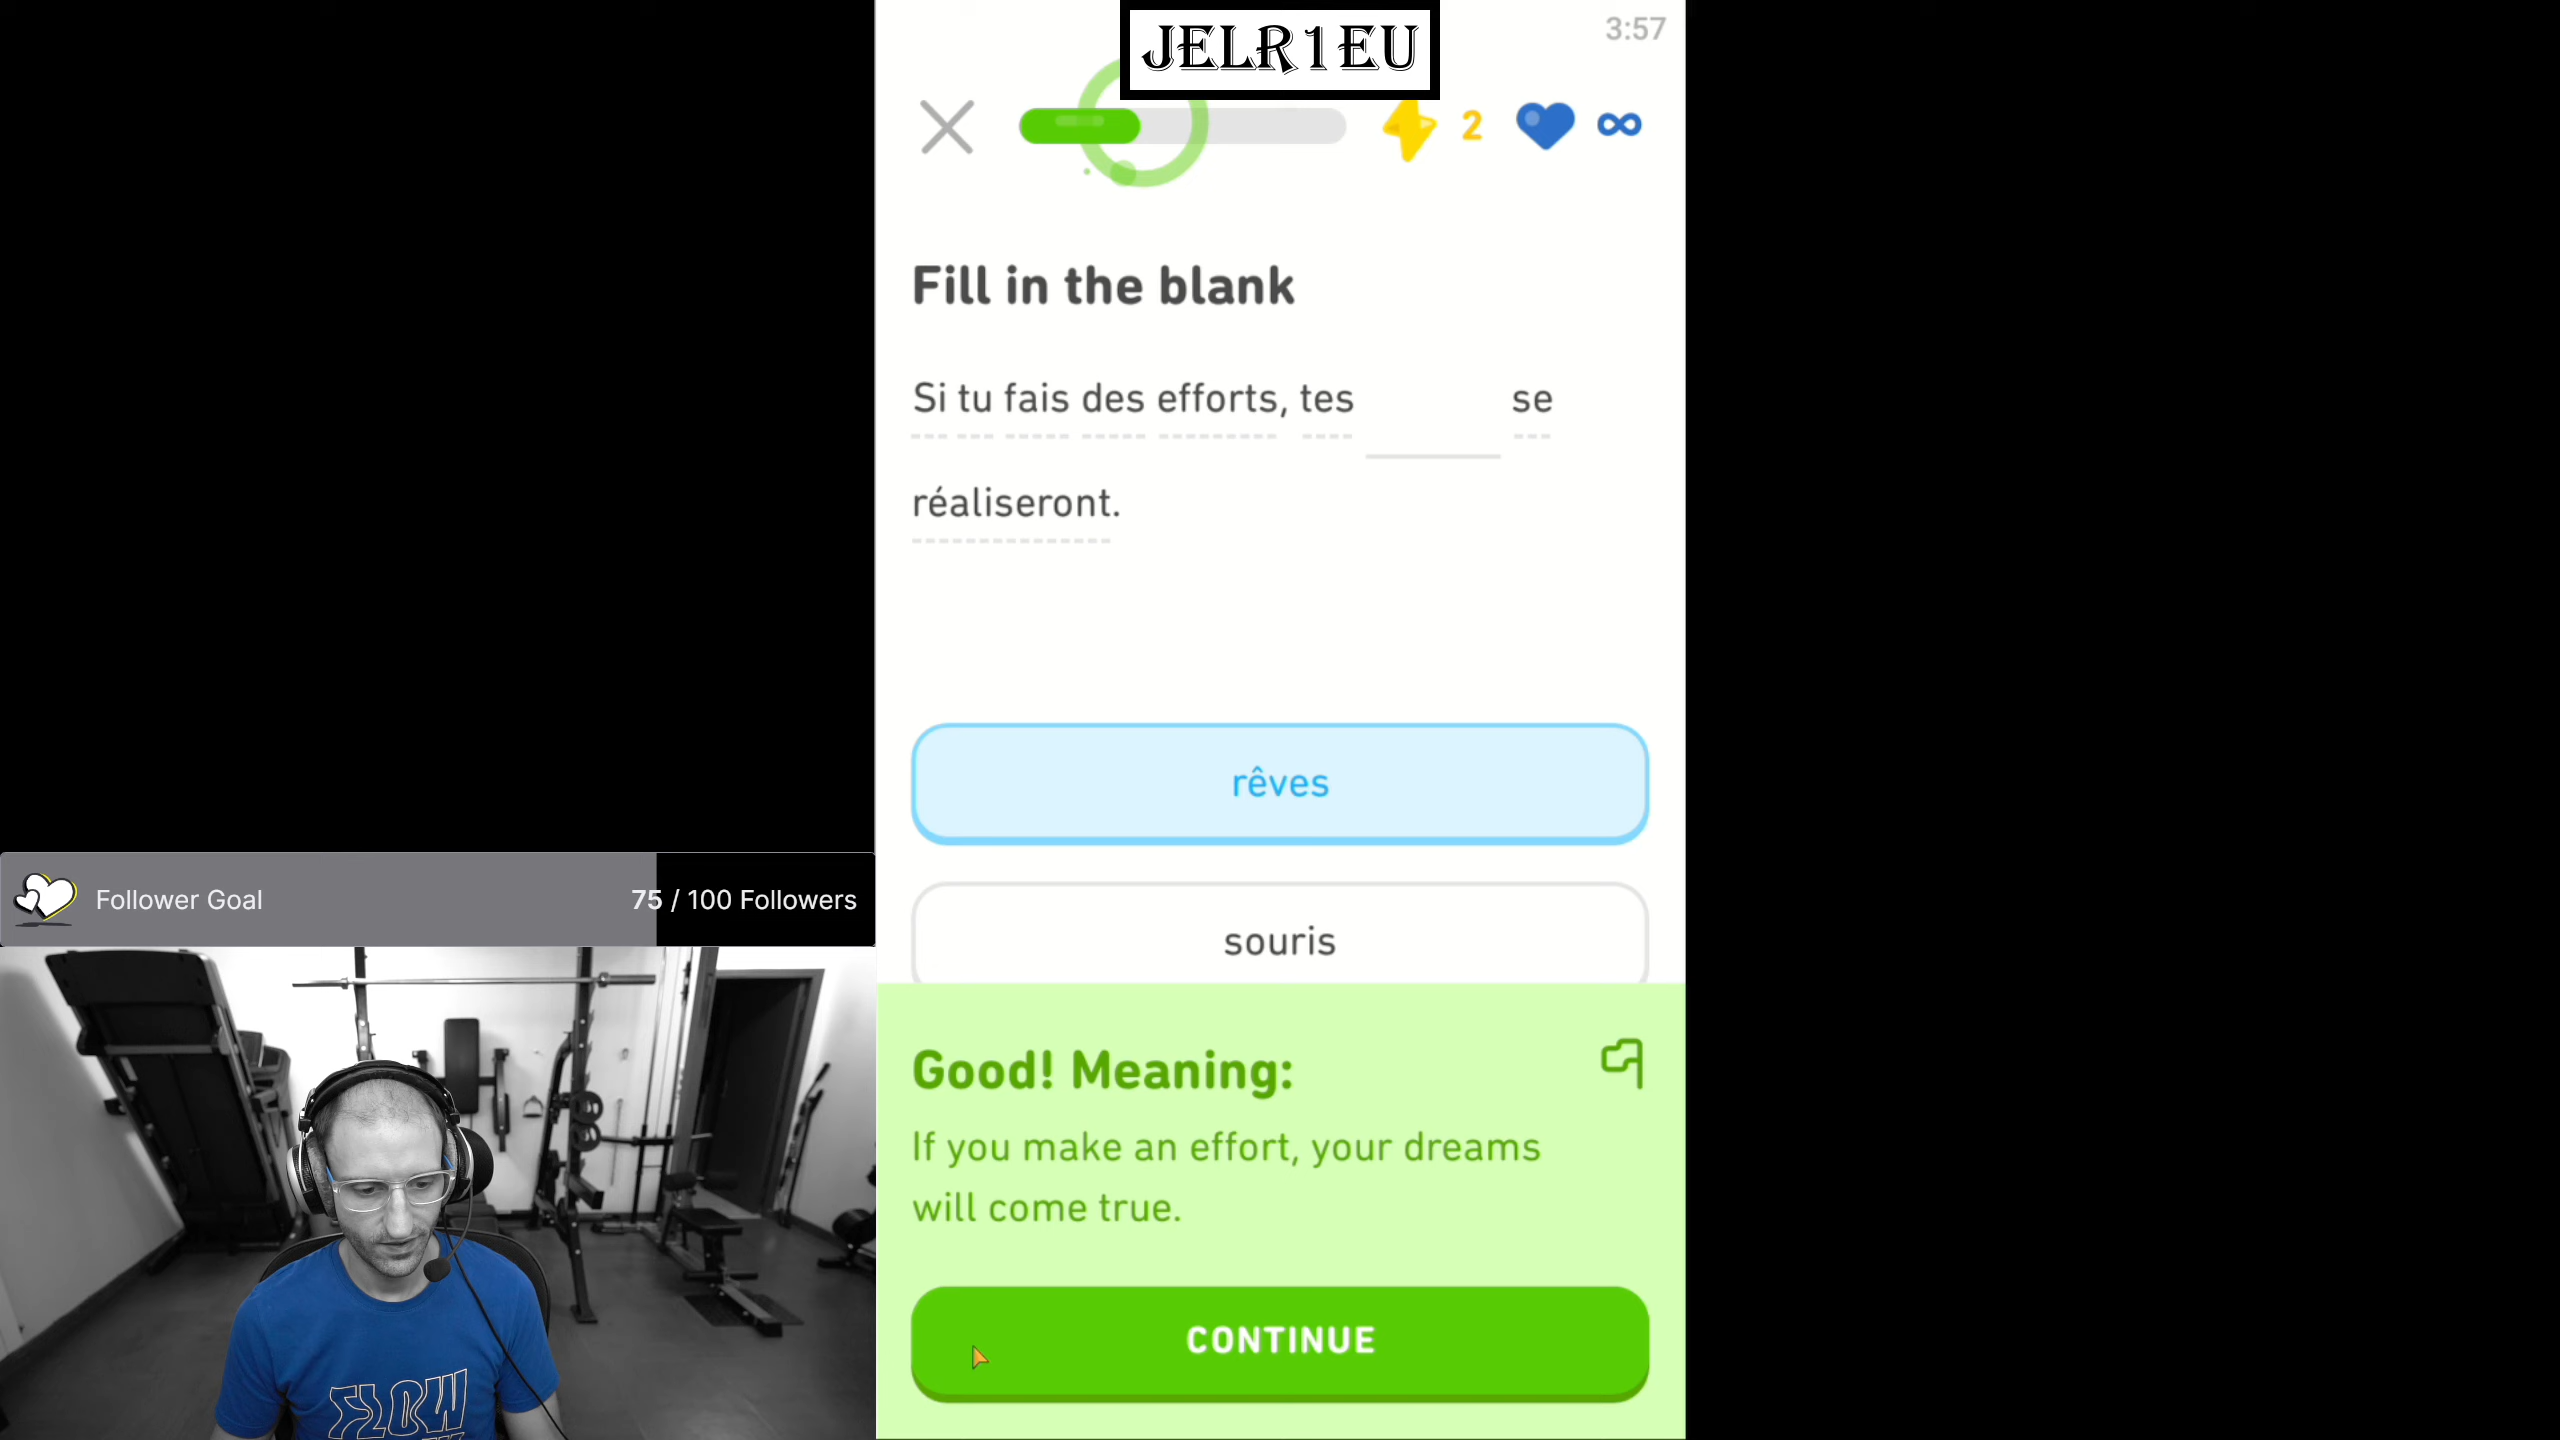 JELR1EU
3:57
2 ∞
Fill in the blank
Si tu fais des efforts, tes ______ se
réaliseront.
rêves
souris
Good! Meaning:
If you make an effort, your dreams
will come true.
CONTINUE
Follower Goal 75 / 100 Followers
FLOW